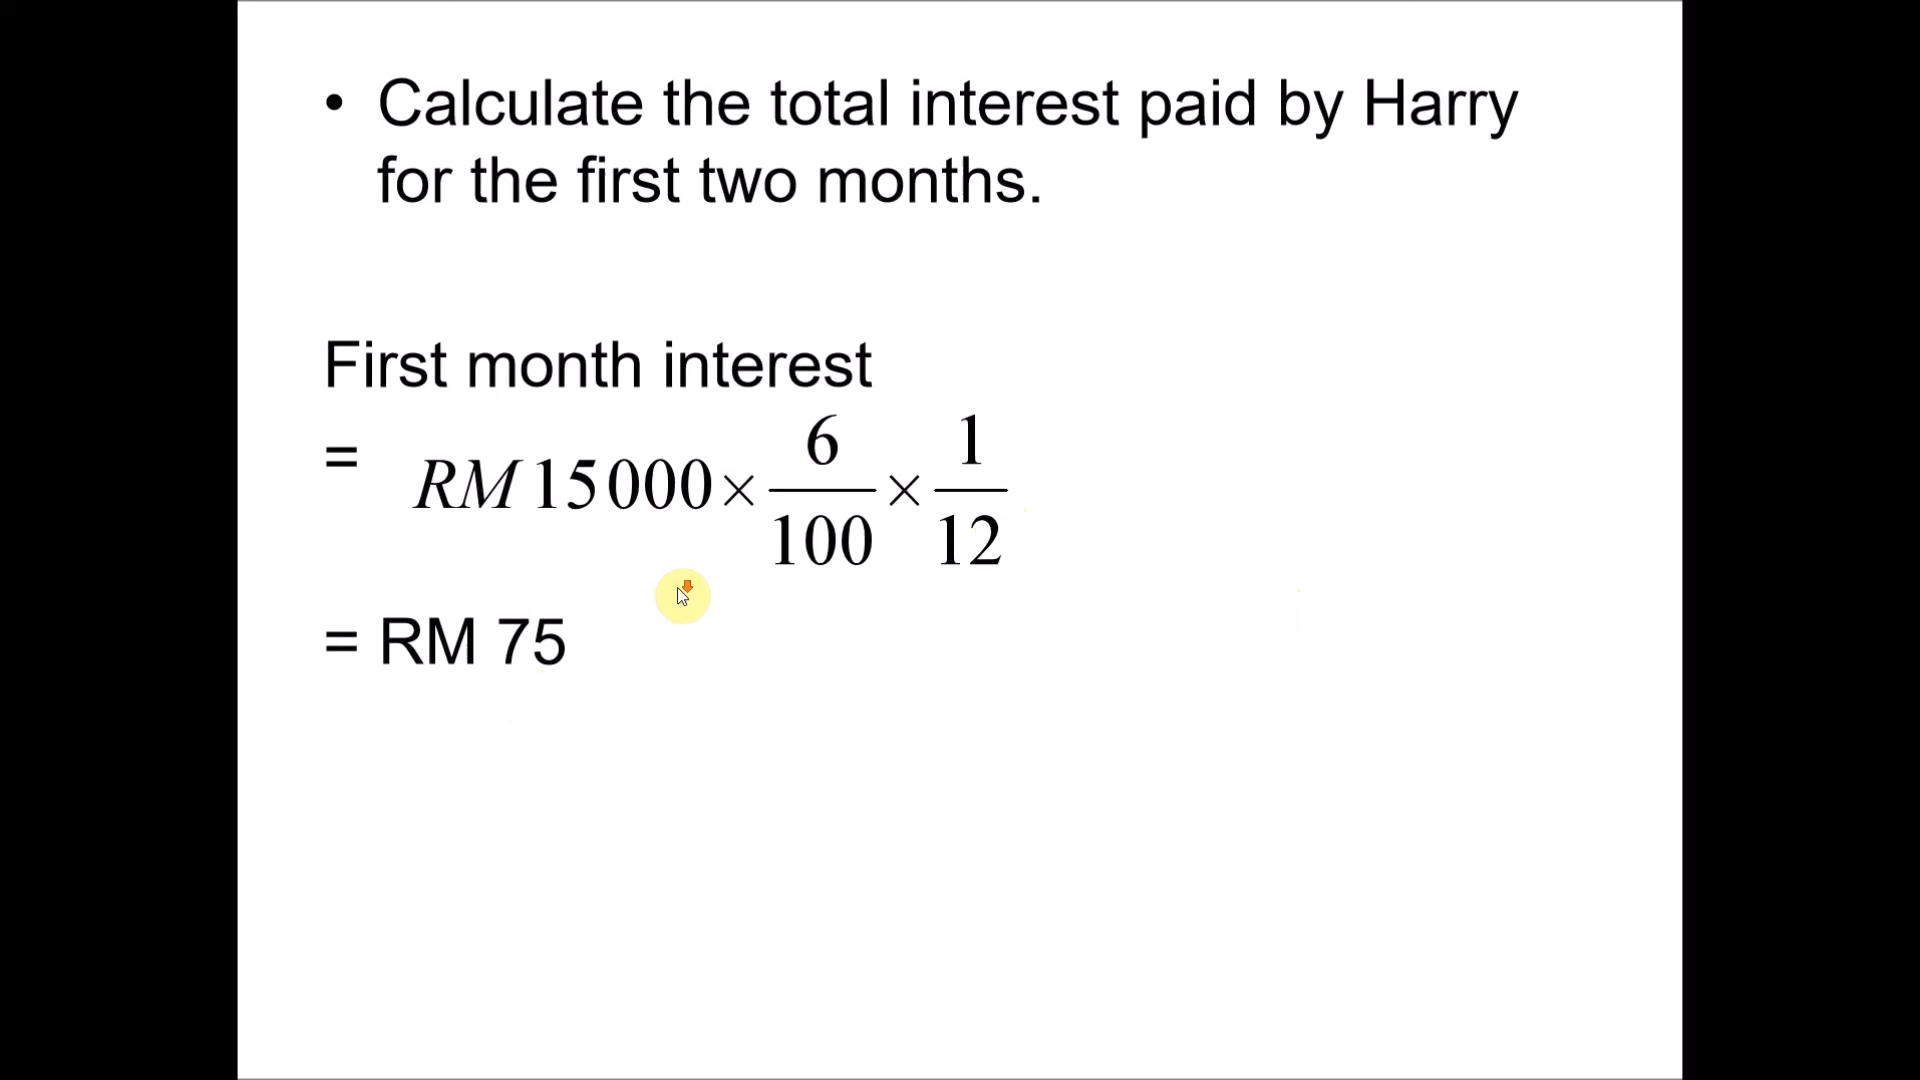 • Calculate the total interest paid by Harry
for the first two months.
First month interest
= RM 15 000 × 6/100 × 1/12
= RM 75